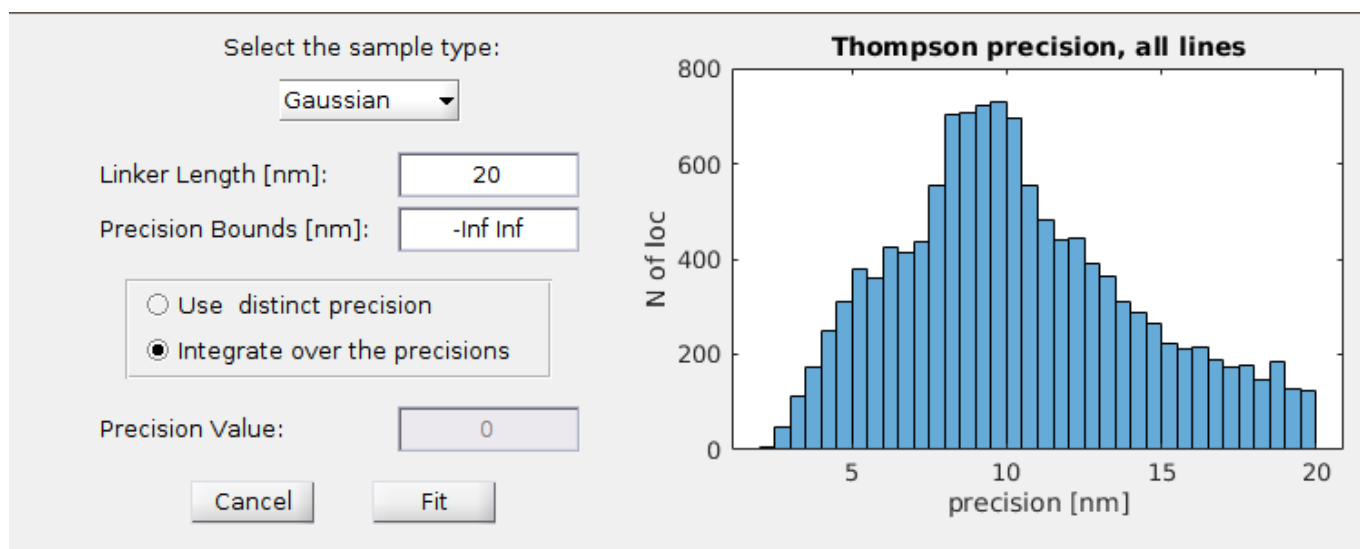 Select the sample type:
Gaussian
Linker Length [nm]:
20
Precision Bounds [nm]:
-Inf Inf
Use  distinct precision
Integrate over the precisions
Precision Value:
0
Cancel
Fit
Thompson precision, all lines
800
600
400
200
0
N of loc
5
10
15
20
precision [nm]